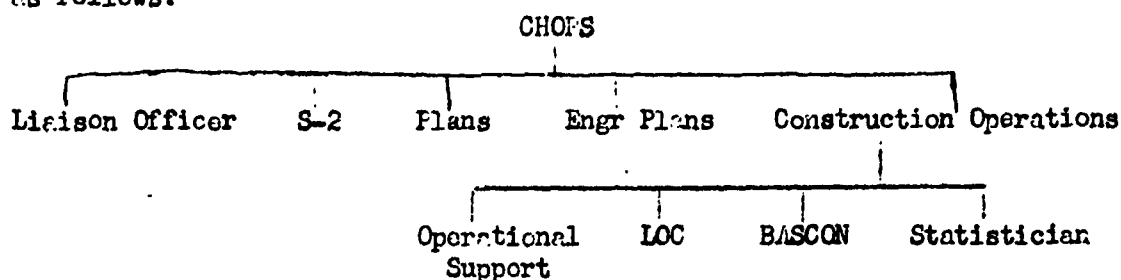 as follows:
CHOPS
Liaison Officer S-2 Plans Engr Plans Construction Operations
Operational LOC BASCON Statistician
Support